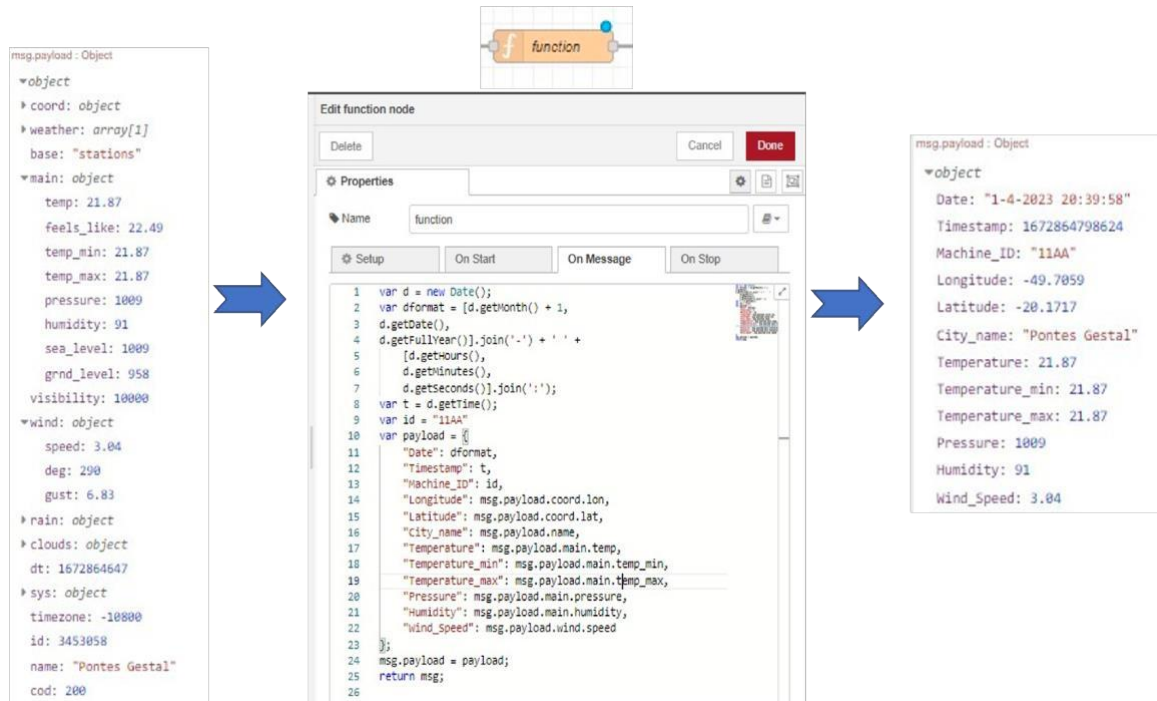 function
msg.payload : Object
object
coord: object
weather: array[1]
base: "stations"
main: object
temp: 21.87
feels_like: 22.49
temp_min: 21.87
temp_max: 21.87
pressure: 1009
humidity: 91
sea_level: 1009
grnd_level: 958
visibility: 10000
wind: object
speed: 3.04
deg: 290
gust: 6.83
rain: object
clouds: object
dt: 1672864647
sys: object
timezone: -10800
id: 3453058
name: "Pontes Gestal"
cod: 200
Edit function node
Delete
Cancel
Done
Properties
Name
function
Setup
On Start
On Message
On Stop
1 var d = new Date();
2 var dformat = [d.getMonth() + 1,
3 d.getDate(),
4 d.getFullYear()].join('-') + ' ' +
5 [d.getHours(),
6 d.getMinutes(),
7 d.getSeconds()].join(':');
8 var t = d.getTime();
9 var id = "11AA"
10 var payload = {
11 "Date": dformat,
12 "Timestamp": t,
13 "Machine_ID": id,
14 "Longitude": msg.payload.coord.lon,
15 "Latitude": msg.payload.coord.lat,
16 "City_name": msg.payload.name,
17 "Temperature": msg.payload.main.temp,
18 "Temperature_min": msg.payload.main.temp_min,
19 "Temperature_max": msg.payload.main.temp_max,
20 "Pressure": msg.payload.main.pressure,
21 "Humidity": msg.payload.main.humidity,
22 "Wind_Speed": msg.payload.wind.speed
23 };
24 msg.payload = payload;
25 return msg;
26
msg.payload : Object
object
Date: "1-4-2023 20:39:58"
Timestamp: 1672864798624
Machine_ID: "11AA"
Longitude: -49.7059
Latitude: -20.1717
City_name: "Pontes Gestal"
Temperature: 21.87
Temperature_min: 21.87
Temperature_max: 21.87
Pressure: 1009
Humidity: 91
Wind_Speed: 3.04